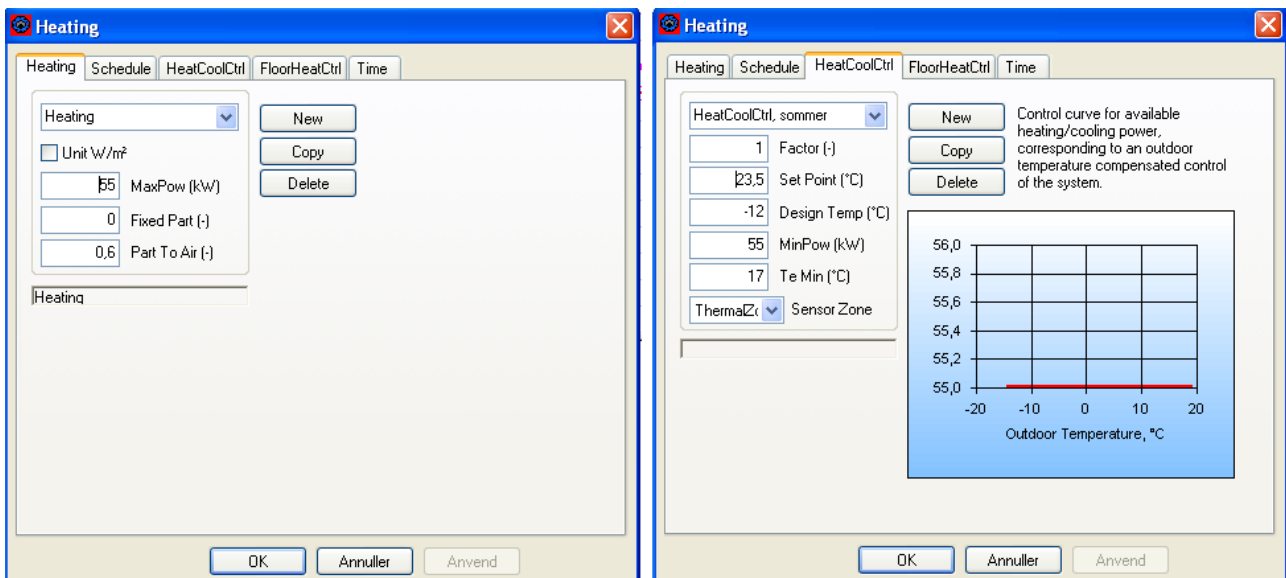 Heating
Heating Schedule HeatCoolCtrl FloorHeatCtrl Time
Heating New
Unit W/m² Copy
55 MaxPow (kW) Delete
0 Fixed Part (-)
0,6 Part To Air (-)
Heating
OK Annuller Anvend
Heating
Heating Schedule HeatCoolCtrl FloorHeatCtrl Time
HeatCoolCtrl, sommer New
1 Factor (-) Copy
23,5 Set Point (°C) Delete
-12 Design Temp (°C)
55 MinPow (kW)
17 Te Min (°C)
ThermalZ Sensor Zone
Control curve for available
heating/cooling power,
corresponding to an outdoor
temperature compensated control
of the system.
56,0
55,8
55,6
55,4
55,2
55,0
-20 -10 0 10 20
Outdoor Temperature, °C
OK Annuller Anvend